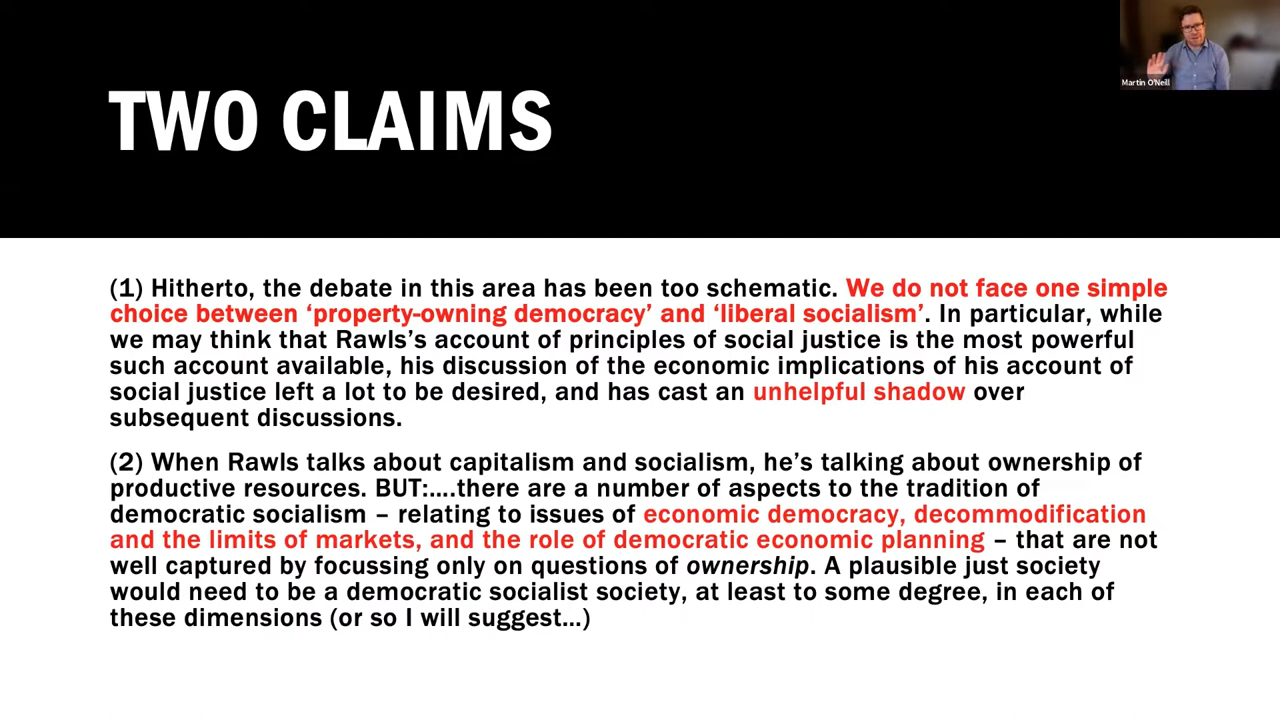 Martin O'Neill
TWO CLAIMS
(1) Hitherto, the debate in this area has been too schematic. We do not face one simple
choice between ‘property-owning democracy’ and ‘liberal socialism’. In particular, while
we may think that Rawls’s account of principles of social justice is the most powerful
such account available, his discussion of the economic implications of his account of
social justice left a lot to be desired, and has cast an unhelpful shadow over
subsequent discussions.
(2) When Rawls talks about capitalism and socialism, he’s talking about ownership of
productive resources. BUT:....there are a number of aspects to the tradition of
democratic socialism – relating to issues of economic democracy, decommodification
and the limits of markets, and the role of democratic economic planning – that are not
well captured by focussing only on questions of ownership. A plausible just society
would need to be a democratic socialist society, at least to some degree, in each of
these dimensions (or so I will suggest...)